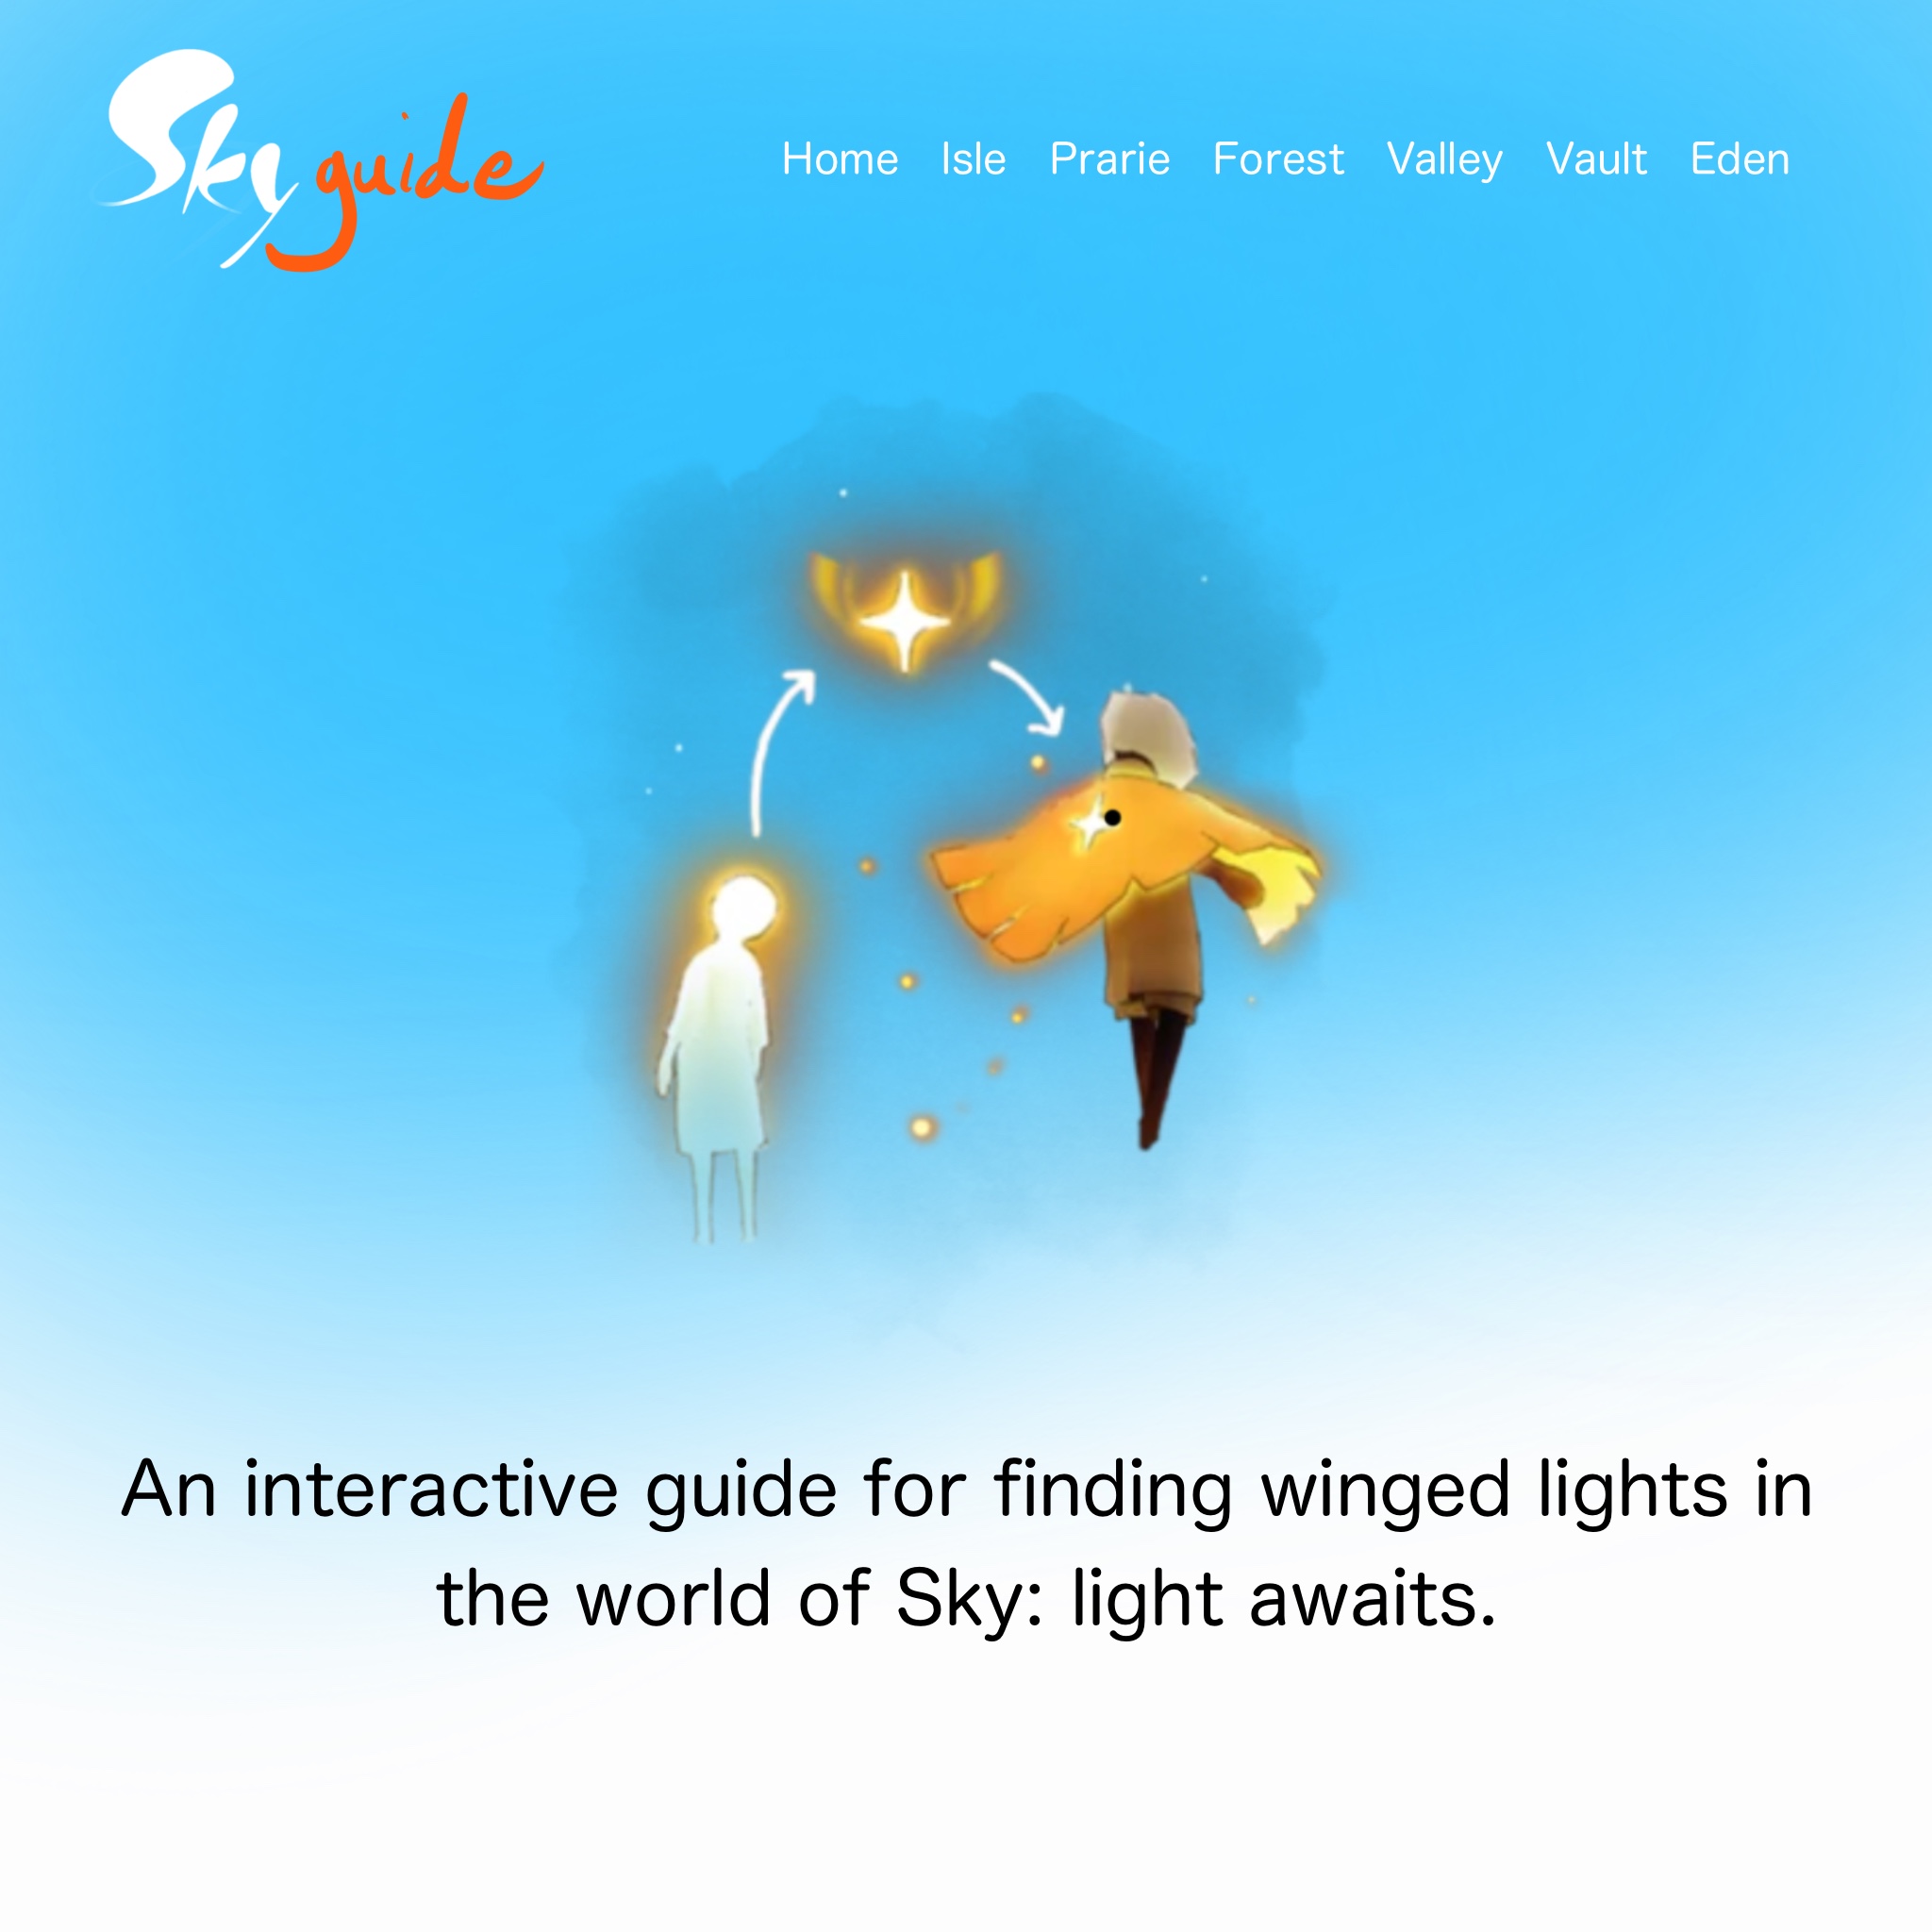 Sky guide
Home Isle Prarie Forest Valley Vault Eden
An interactive guide for finding winged lights in
the world of Sky: light awaits.